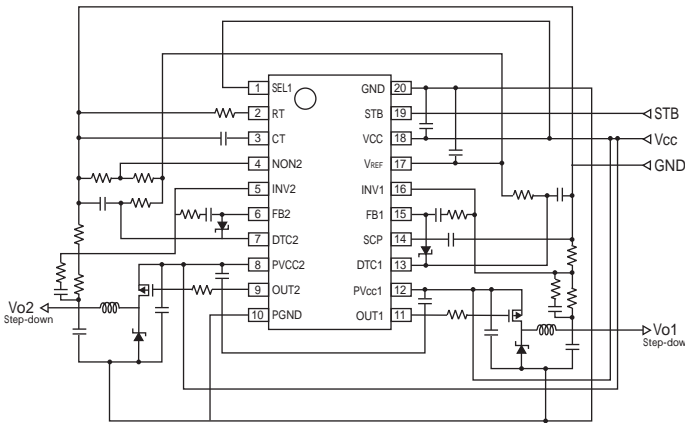 1 SEL1
2 RT
3 CT
4 NON2
5 INV2
6 FB2
7 DTC2
8 PVCC2
9 OUT2
10 PGND
GND 20
STB 19
VCC 18
VREF 17
INV1 16
FB1 15
SCP 14
DTC1 13
PVcc1 12
OUT1 11
STB
Vcc
GND
Vo2
Step-down
Vo1
Step-down